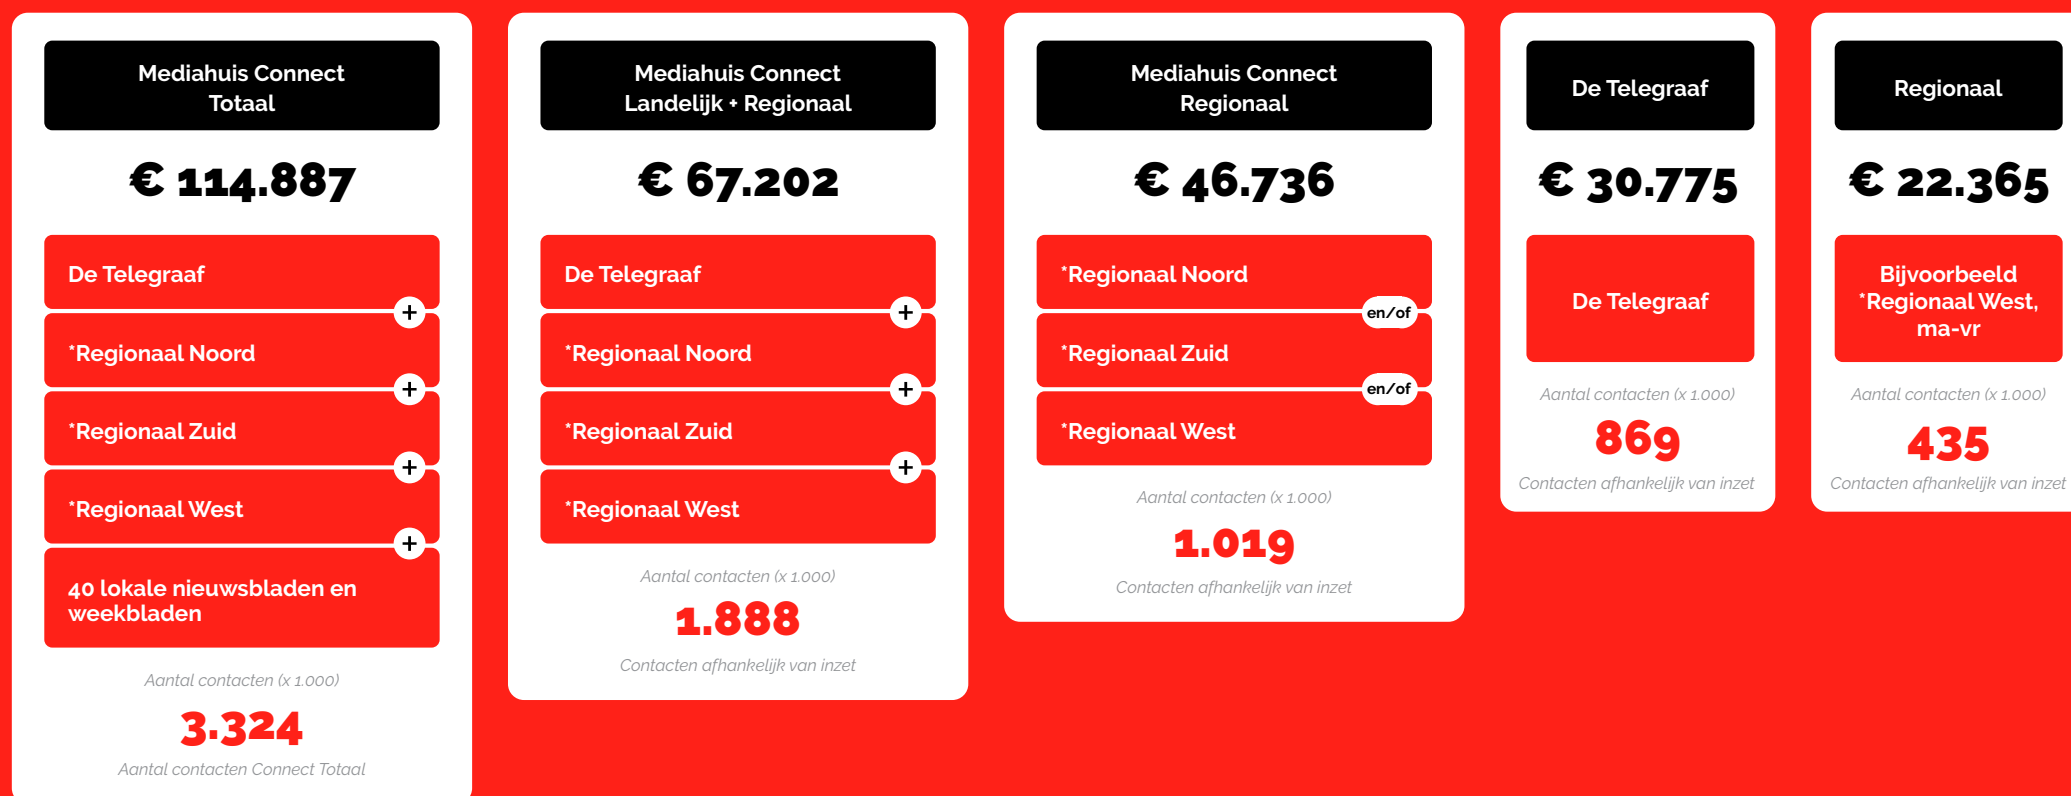 Mediahuis Connect
Totaal
€ 114.887
De Telegraaf
+
*Regionaal Noord
+
*Regionaal Zuid
+
*Regionaal West
+
40 lokale nieuwsbladen en
weekbladen
Aantal contacten (x 1.000)
3.324
Aantal contacten Connect Totaal
Mediahuis Connect
Landelijk + Regionaal
€ 67.202
De Telegraaf
+
*Regionaal Noord
+
*Regionaal Zuid
+
*Regionaal West
Aantal contacten (x 1.000)
1.888
Contacten afhankelijk van inzet
Mediahuis Connect
Regionaal
€ 46.736
*Regionaal Noord
en/of
*Regionaal Zuid
en/of
*Regionaal West
Aantal contacten (x 1.000)
1.019
Contacten afhankelijk van inzet
De Telegraaf
€ 30.775
De Telegraaf
Aantal contacten (x 1.000)
869
Contacten afhankelijk van inzet
Regionaal
€ 22.365
Bijvoorbeeld
*Regionaal West,
ma-vr
Aantal contacten (x 1.000)
435
Contacten afhankelijk van inzet